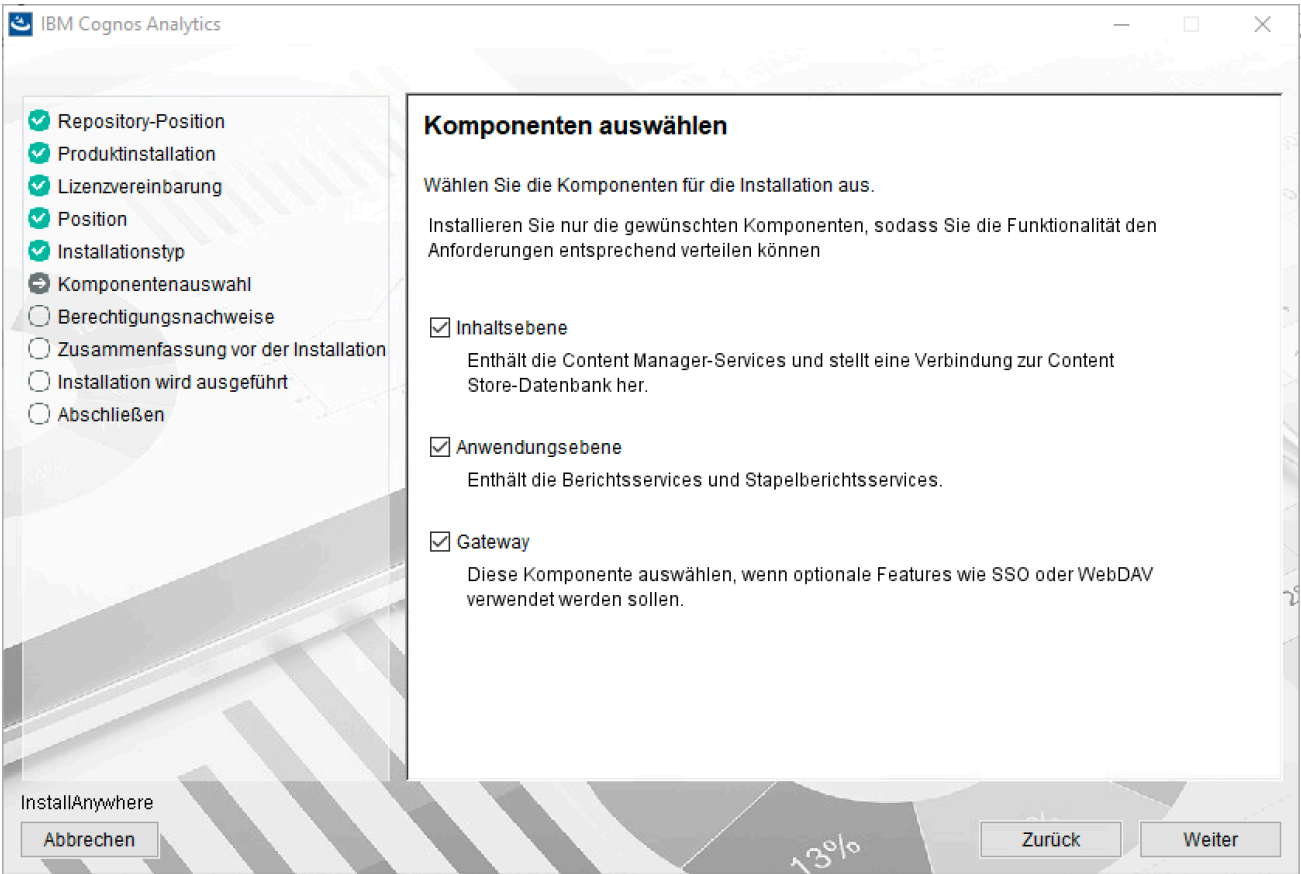 IBM Cognos Analytics
Repository-Position
Produktinstallation
Lizenzvereinbarung
Position
Installationstyp
Komponentenauswahl
Berechtigungsnachweise
Zusammenfassung vor der Installation
Installation wird ausgeführt
Abschließen
Komponenten auswählen
Wählen Sie die Komponenten für die Installation aus.
Installieren Sie nur die gewünschten Komponenten, sodass Sie die Funktionalität den
Anforderungen entsprechend verteilen können
Inhaltsebene
Enthält die Content Manager-Services und stellt eine Verbindung zur Content
Store-Datenbank her.
Anwendungsebene
Enthält die Berichtsservices und Stapelberichtsservices.
Gateway
Diese Komponente auswählen, wenn optionale Features wie SSO oder WebDAV
verwendet werden sollen.
InstallAnywhere
Abbrechen
13%
Zurück
Weiter